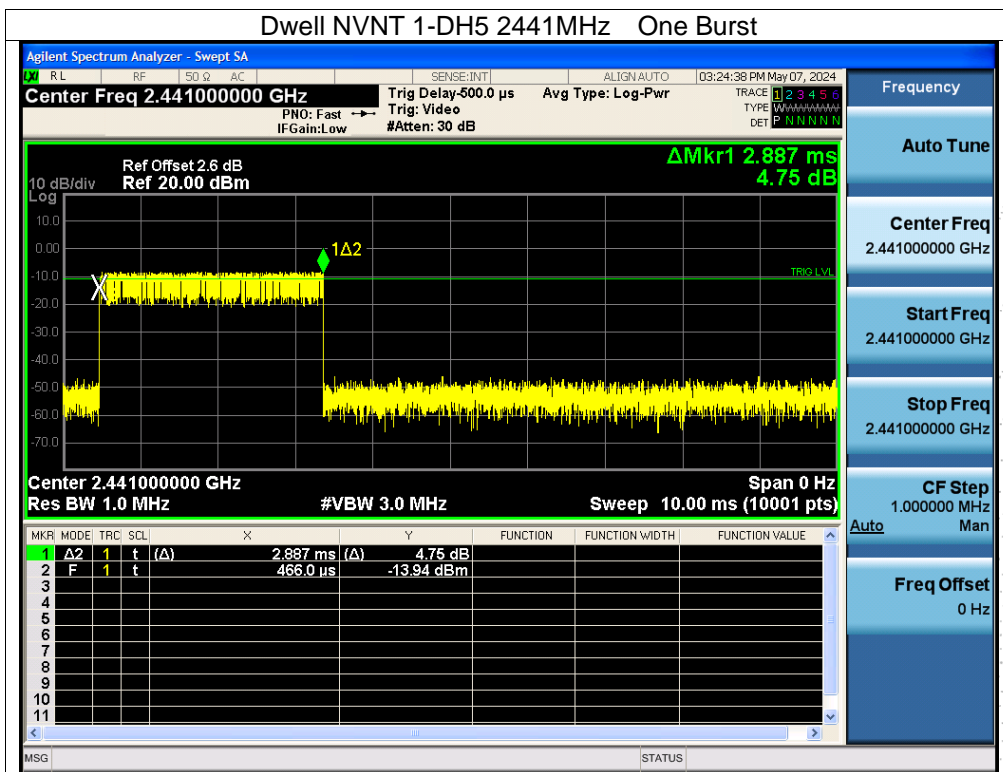 Dwell NVNT 1-DH5 2441MHz One Burst
Agilent Spectrum Analyzer - Swept SA
LXI RL RF 50 Ω AC SENSE:INT ALIGN AUTO 03:24:38 PM May 07, 2024
Center Freq 2.441000000 GHz
PNO: Fast
IFGain:Low
Trig Delay-500.0 µs
Trig: Video
#Atten: 30 dB
Avg Type: Log-Pwr
TRACE 1 2 3 4 5 6
TYPE WWWWWW
DET P N N N N N
ΔMkr1 2.887 ms
4.75 dB
Ref Offset 2.6 dB
10 dB/div Ref 20.00 dBm
Log
10.0
0.00
-10.0
-20.0
-30.0
-40.0
-50.0
-60.0
-70.0
1Δ2
TRIG LVL
Center 2.441000000 GHz Span 0 Hz
Res BW 1.0 MHz #VBW 3.0 MHz Sweep 10.00 ms (10001 pts)
MKR MODE TRC SCL X Y FUNCTION FUNCTION WIDTH FUNCTION VALUE
1 Δ2 1 t (Δ) 2.887 ms (Δ) 4.75 dB
2 F 1 t 466.0 µs -13.94 dBm
3
4
5
6
7
8
9
10
11
MSG STATUS
Frequency
Auto Tune
Center Freq
2.441000000 GHz
Start Freq
2.441000000 GHz
Stop Freq
2.441000000 GHz
CF Step
1.000000 MHz
Auto Man
Freq Offset
0 Hz